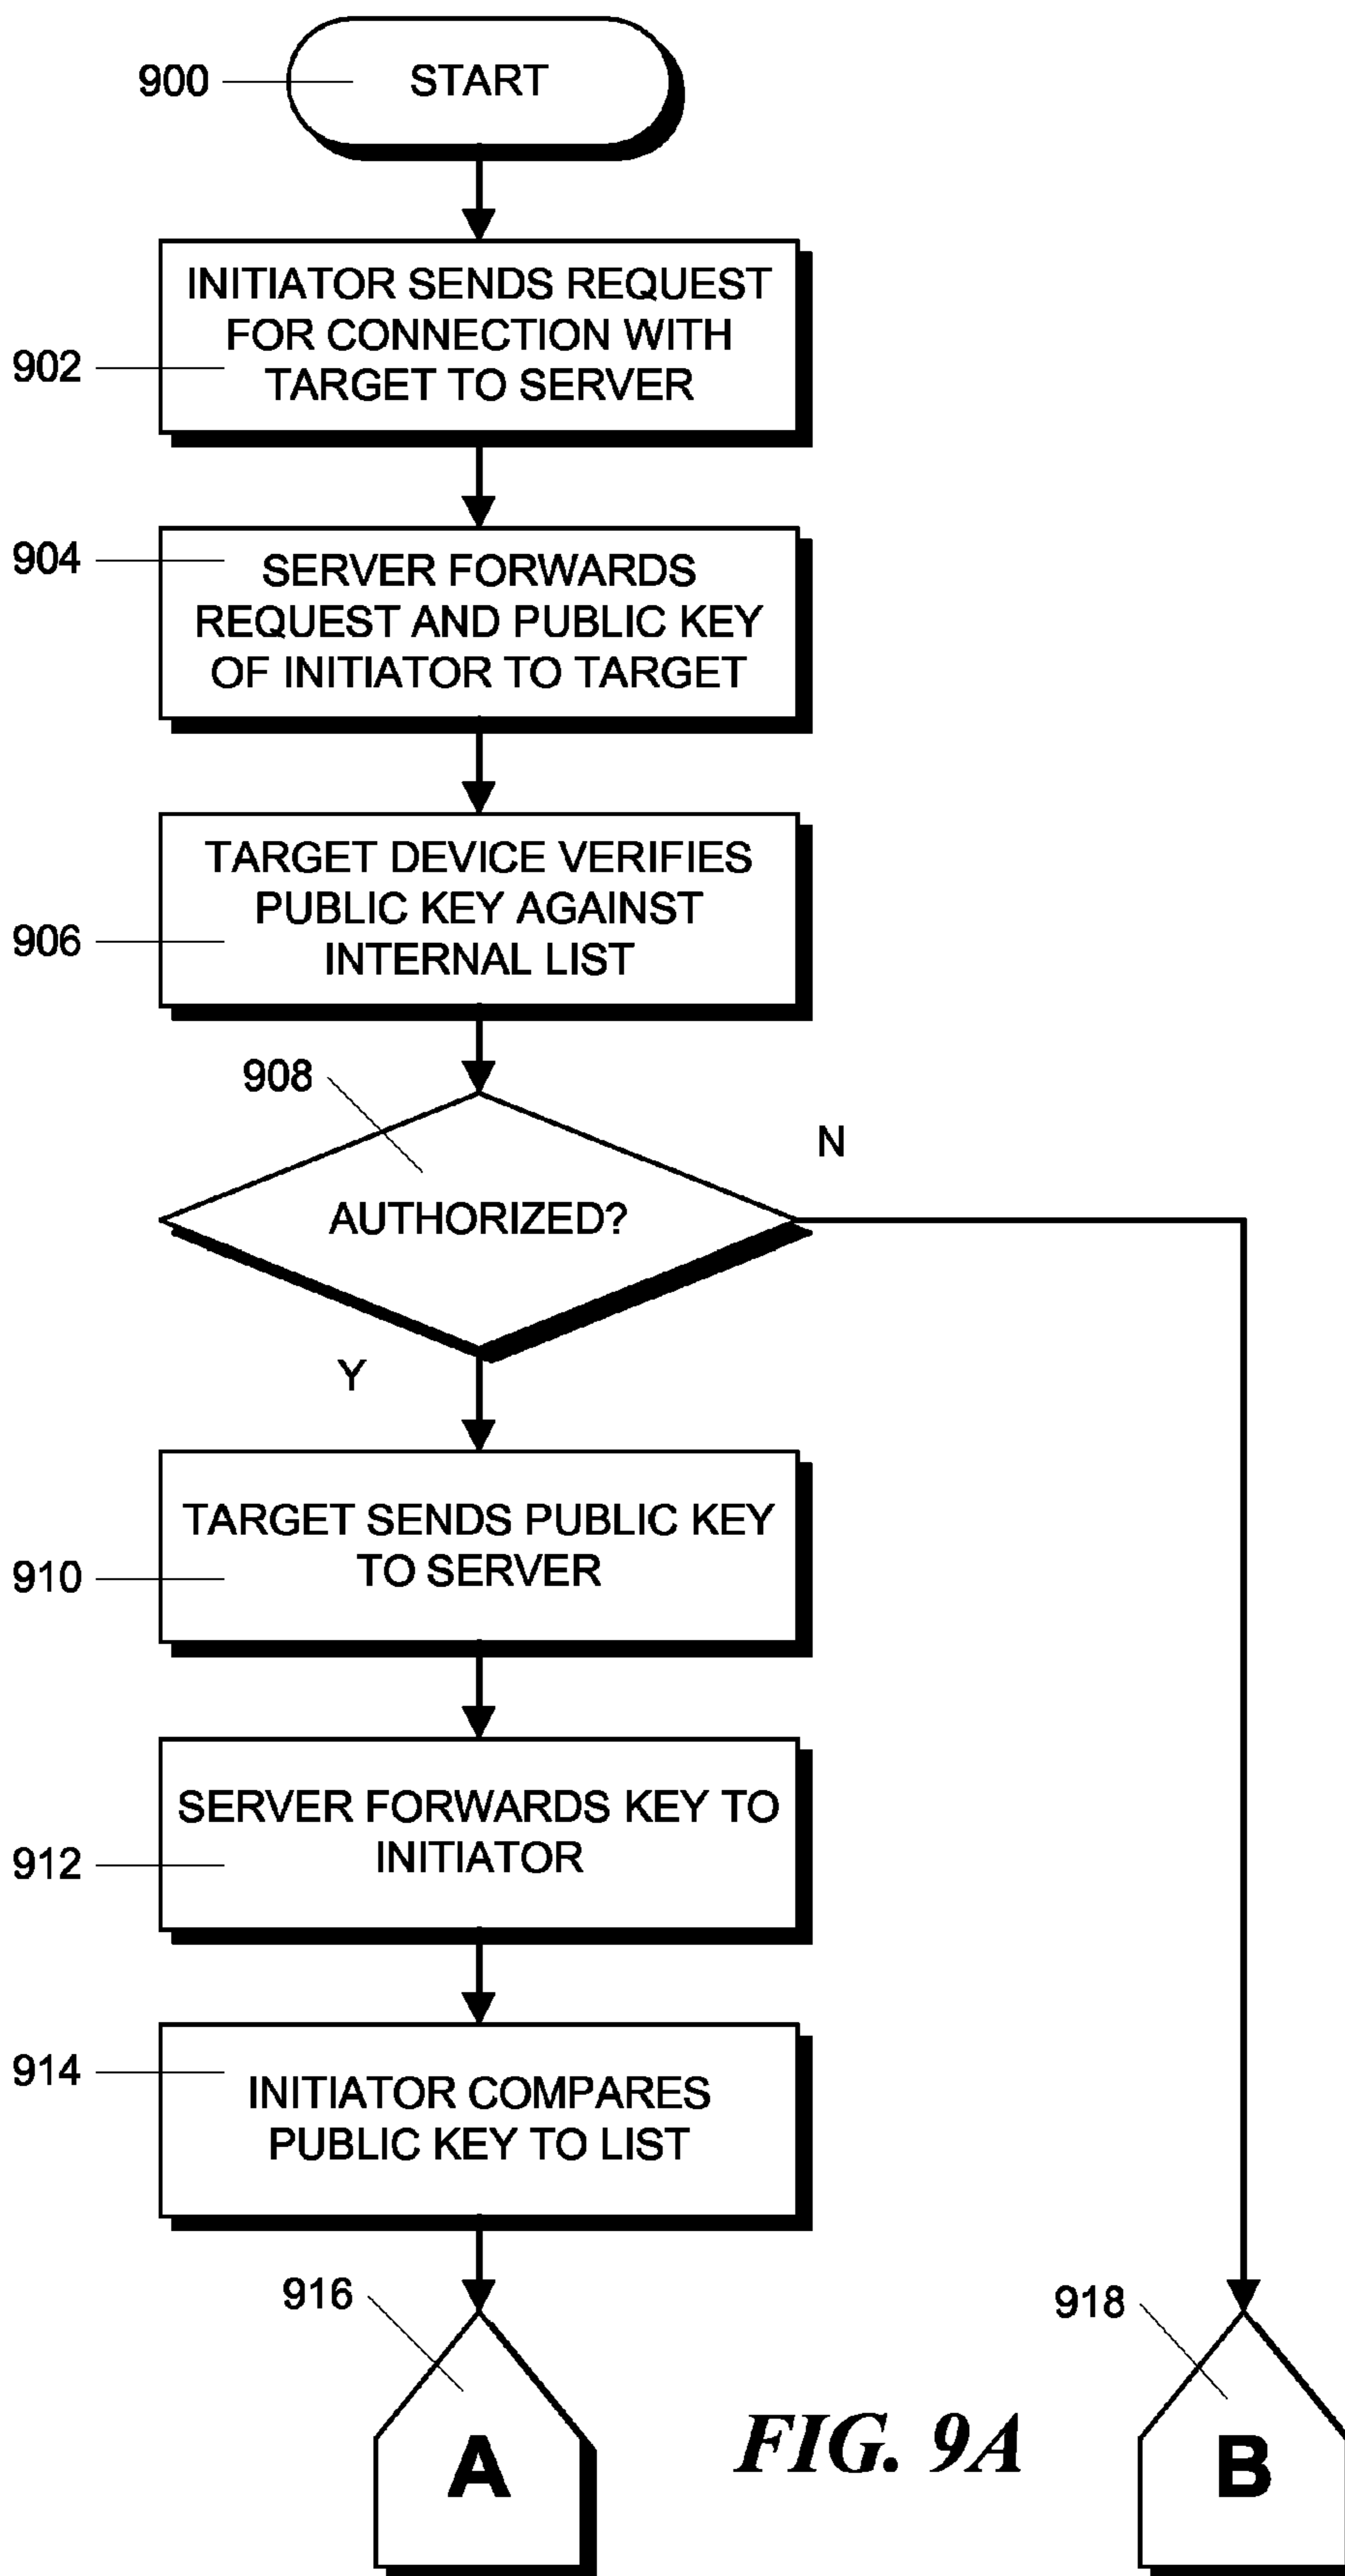 900
START
INITIATOR SENDS REQUEST
FOR CONNECTION WITH
902
TARGET TO SERVER
904
SERVER FORWARDS
REQUEST AND PUBLIC KEY
OF INITIATOR TO TARGET
TARGET DEVICE VERIFIES
PUBLIC KEY AGAINST
906
INTERNAL LIST
908
N
AUTHORIZED?
Y
TARGET SENDS PUBLIC KEY
TO SERVER
910
SERVER FORWARDS KEY TO
INITIATOR
912
914
INITIATOR COMPARES
PUBLIC KEY TO LIST
916
918
A
FIG. 9A
B